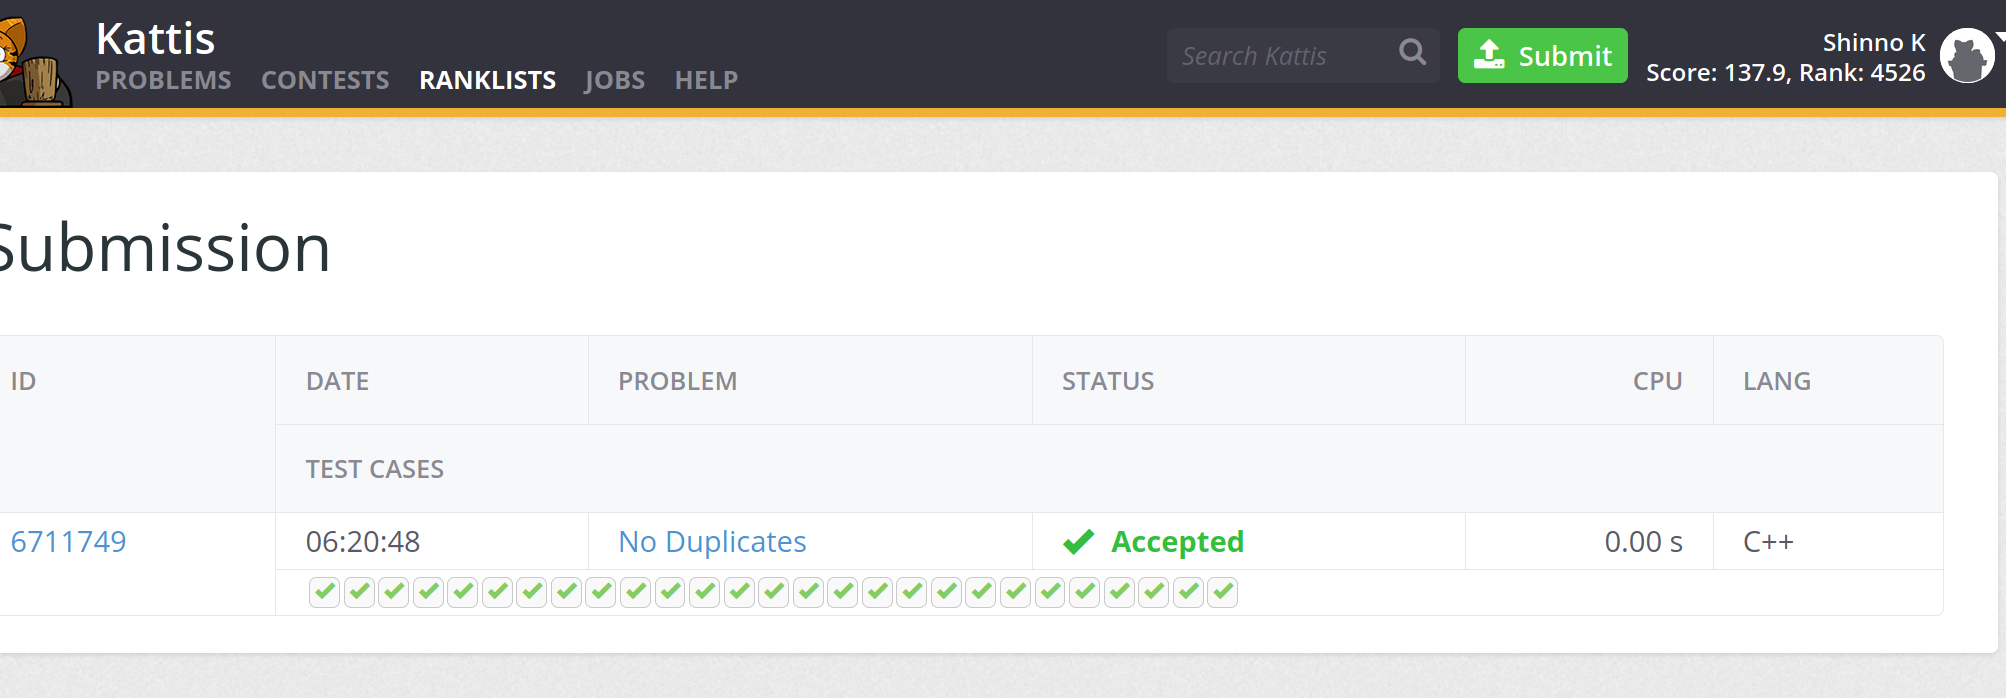 Kattis
PROBLEMS CONTESTS RANKLISTS JOBS HELP
Search Kattis
Submit
Shinno K
Score: 137.9, Rank: 4526
Submission
ID DATE PROBLEM STATUS CPU LANG
TEST CASES
6711749 06:20:48 No Duplicates Accepted 0.00 s C++